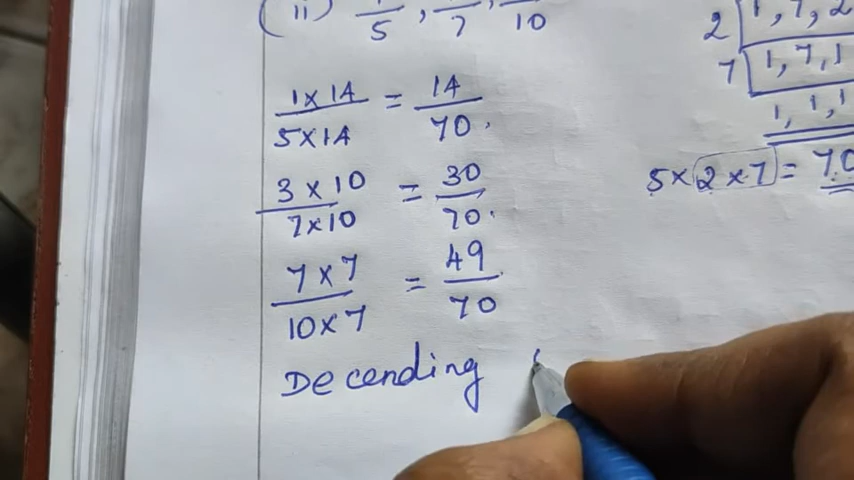 (ii) 1/5, /7, /10
1 x 14 / 5 x 14 = 14 / 70.
3 x 10 / 7 x 10 = 30 / 70.
7 x 7 / 10 x 7 = 49 / 70
Decending
2 | 1, 7, 2
7 | 1, 7, 1
1, 1, 1
5 x 2 x 7 = 70